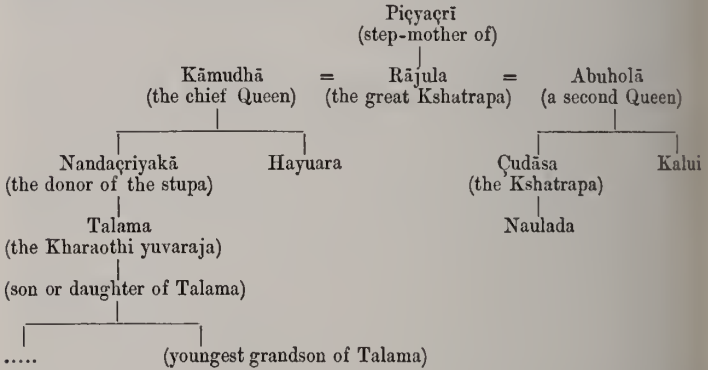 Piçyaçrī
(step-mother of)
Kāmudhā = Rājula = Abuholā
(the chief Queen) (the great Kshatrapa) (a second Queen)
Nandaçriyakā Hayuara Çudāsa Kalui
(the donor of the stupa) (the Kshatrapa)
Talama Naulada
(the Kharaothi yuvaraja)
(son or daughter of Talama)
..... (youngest grandson of Talama)